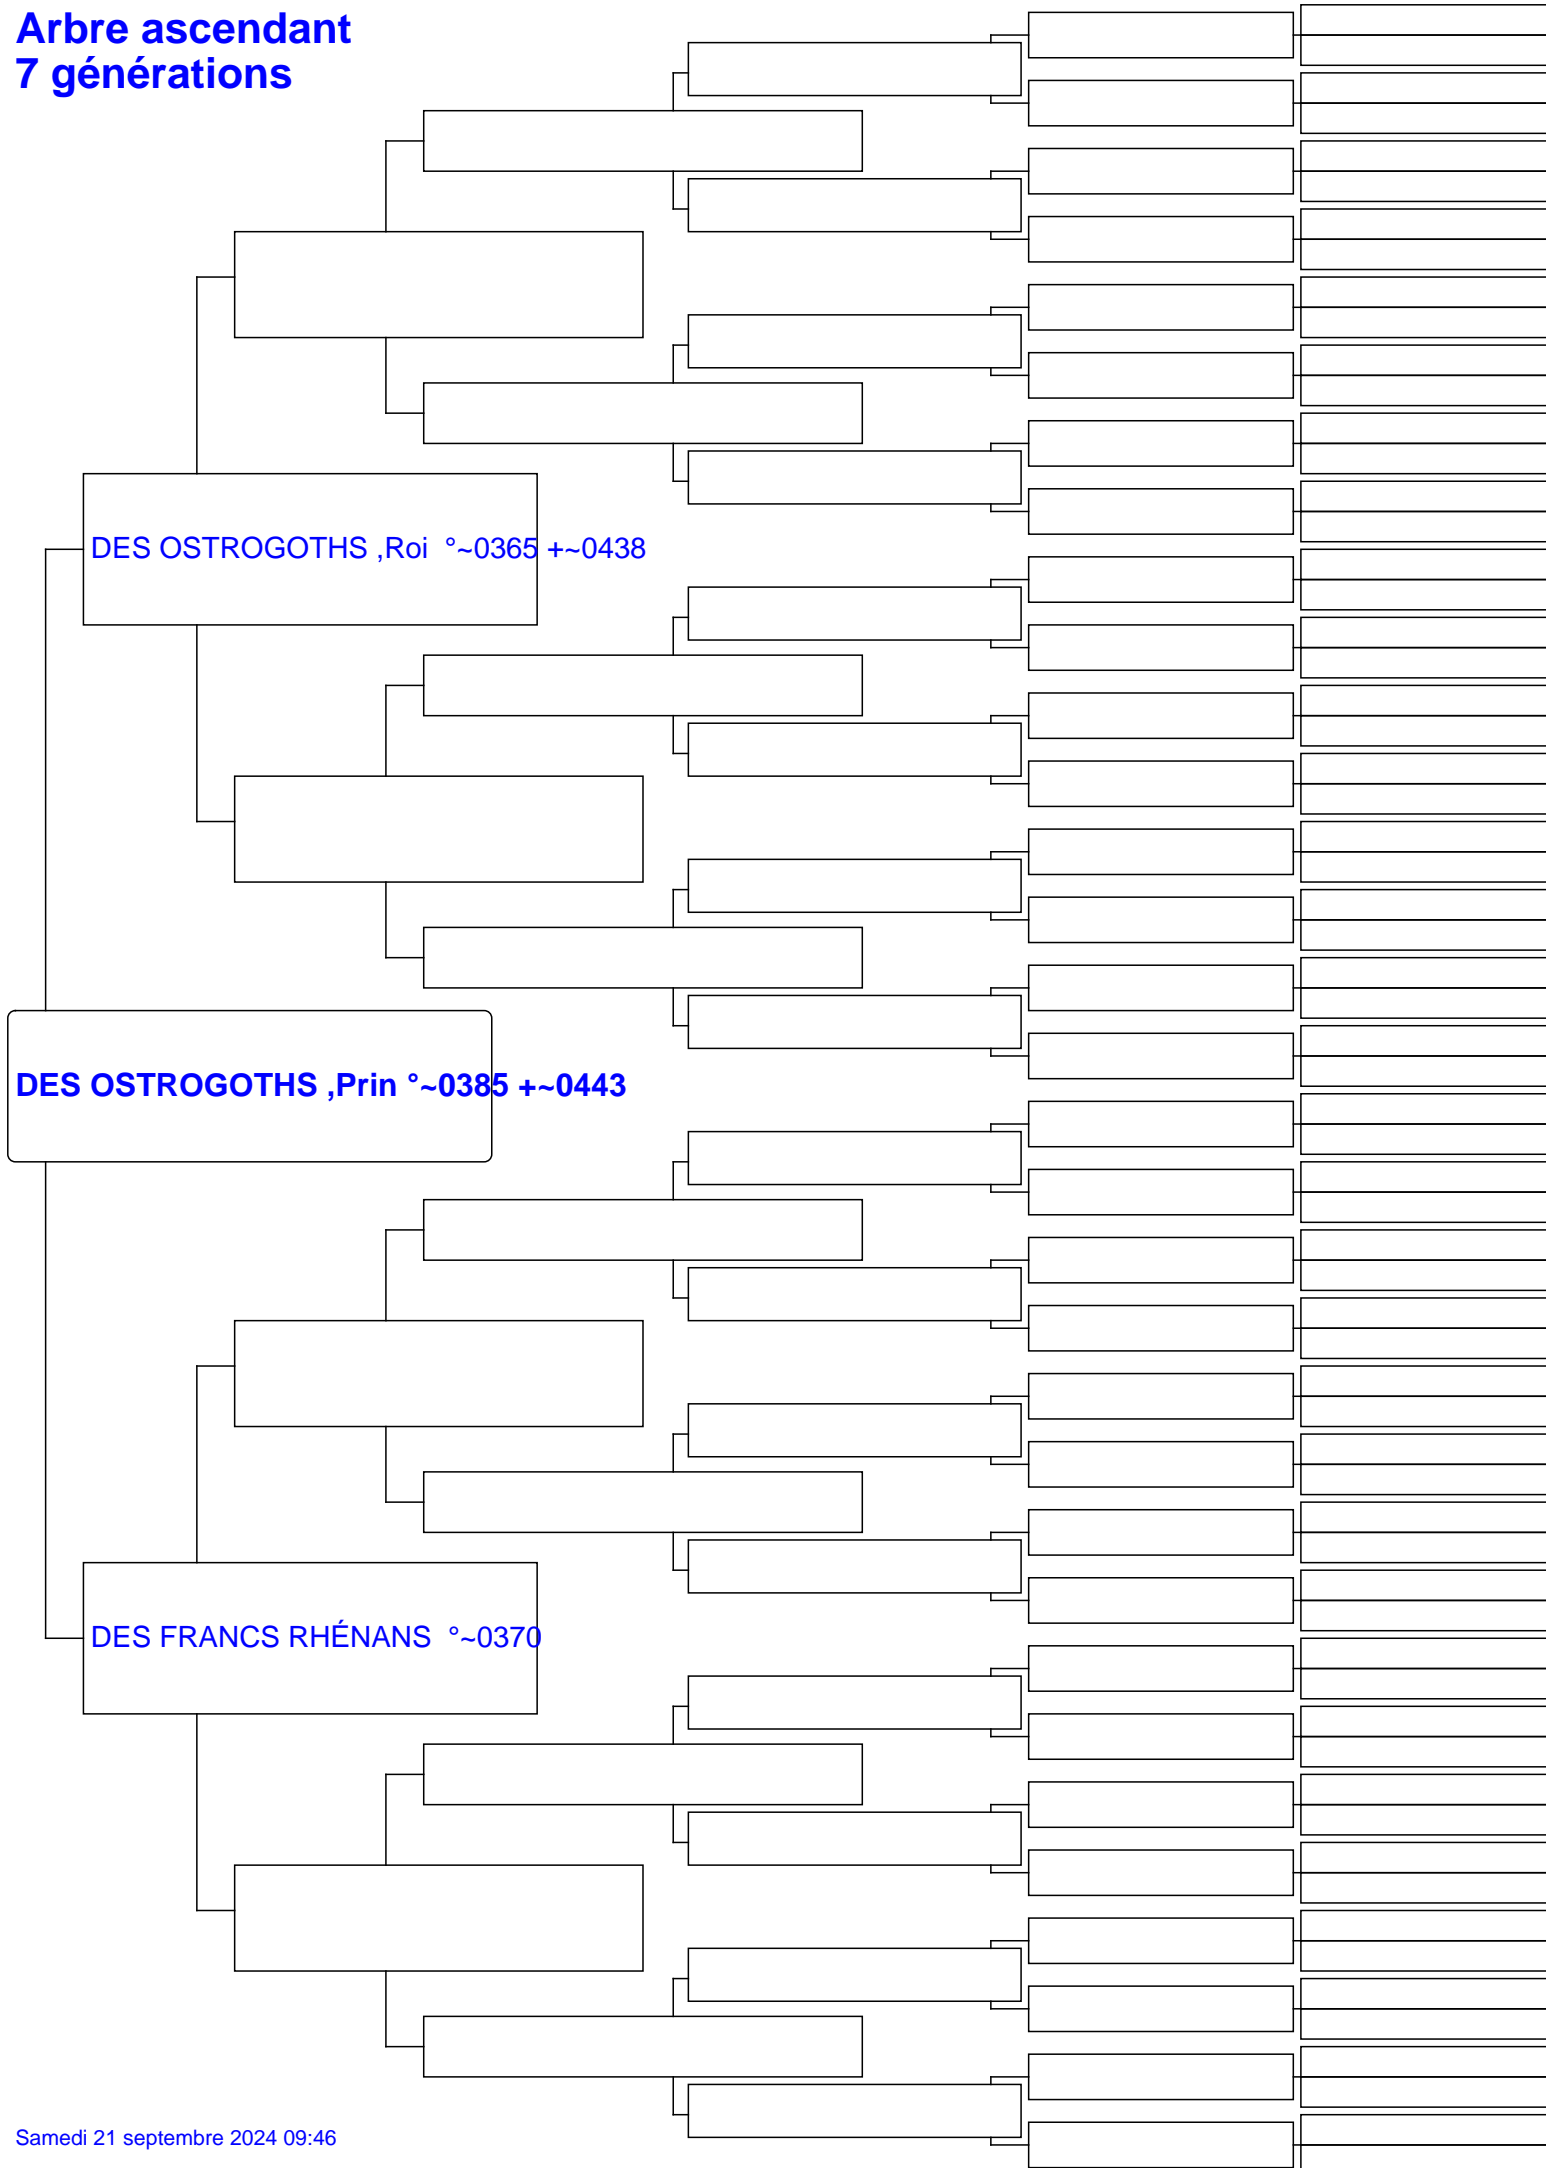 Arbre ascendant
7 générations
DES OSTROGOTHS ,Roi °~0365 +~0438
DES OSTROGOTHS ,Prin °~0385 +~0443
DES FRANCS RHÉNANS °~0370
Samedi 21 septembre 2024 09:46